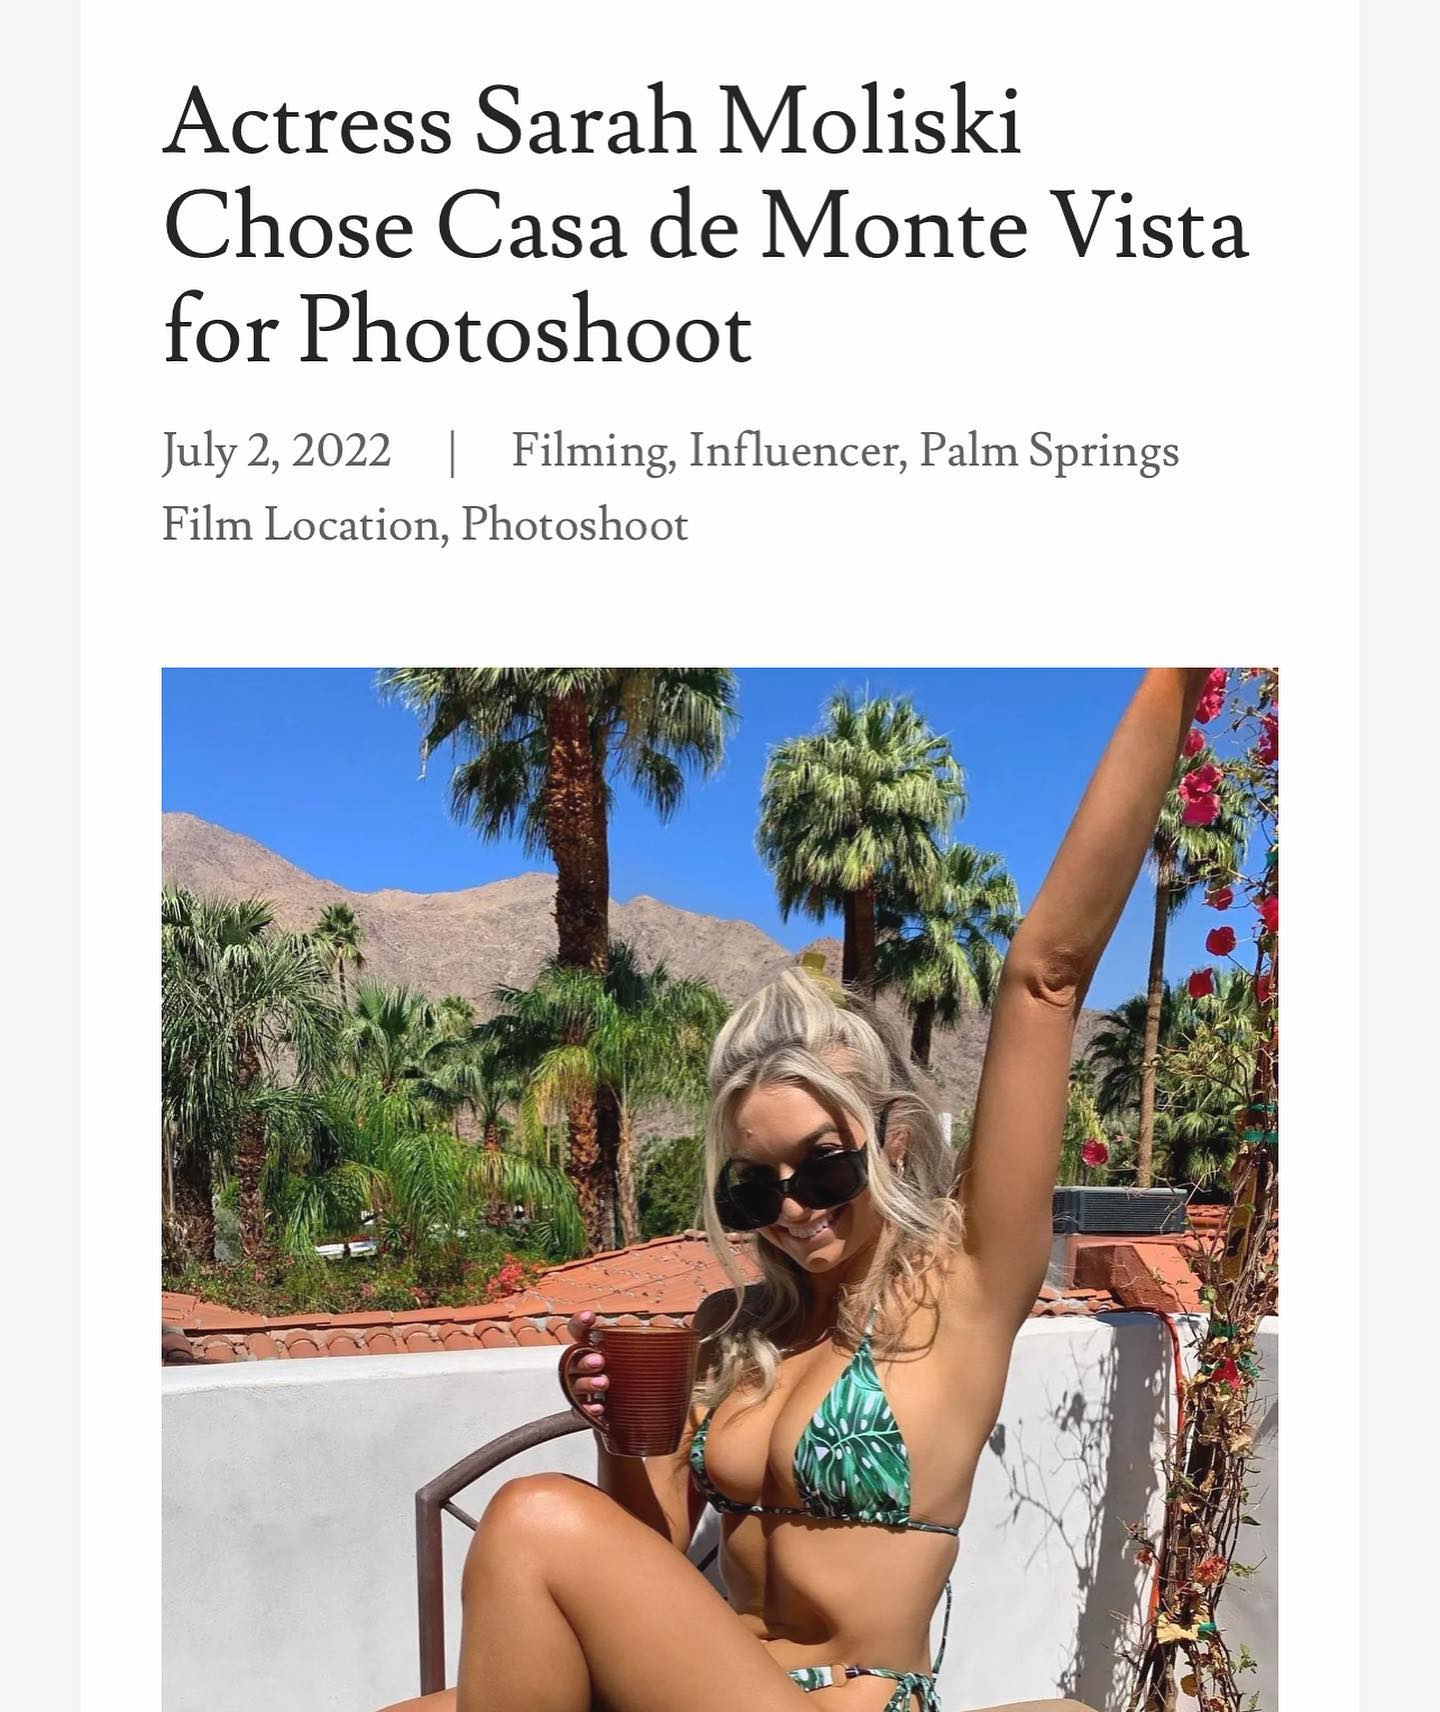 Actress Sarah Moliski
Chose Casa de Monte Vista
for Photoshoot
July 2, 2022 | Filming, Influencer, Palm Springs
Film Location, Photoshoot